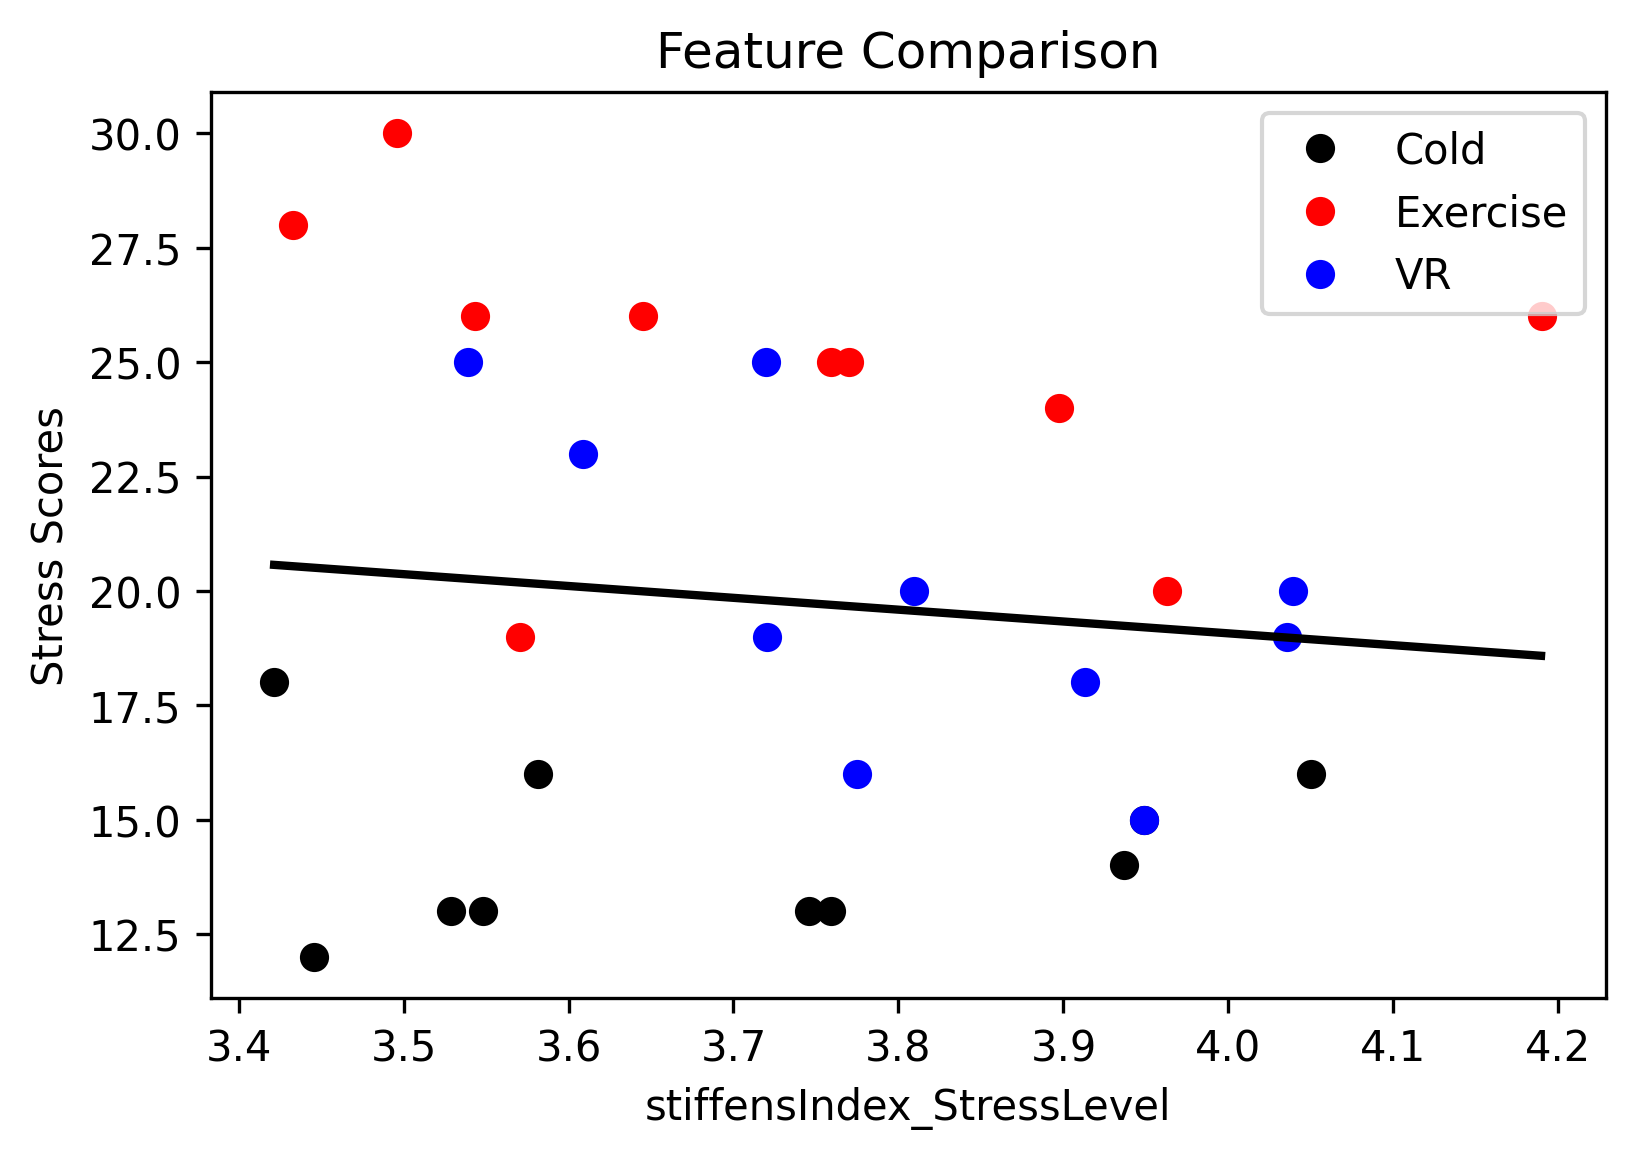 Feature Comparison
Cold
Exercise
VR
30.0
27.5
25.0
22.5
20.0
17.5
15.0
12.5
Stress Scores
3.4 3.5 3.6 3.7 3.8 3.9 4.0 4.1 4.2
stiffensIndex_StressLevel